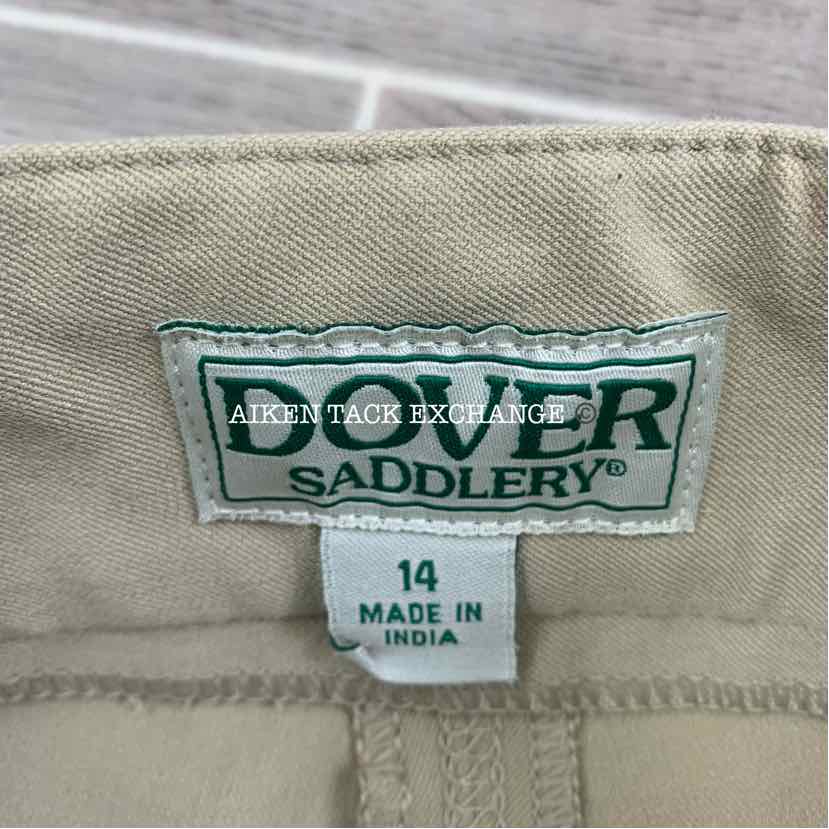 DOVER
AIKEN TACK EXCHANGE ©
SADDLERY®
14
MADE IN
INDIA